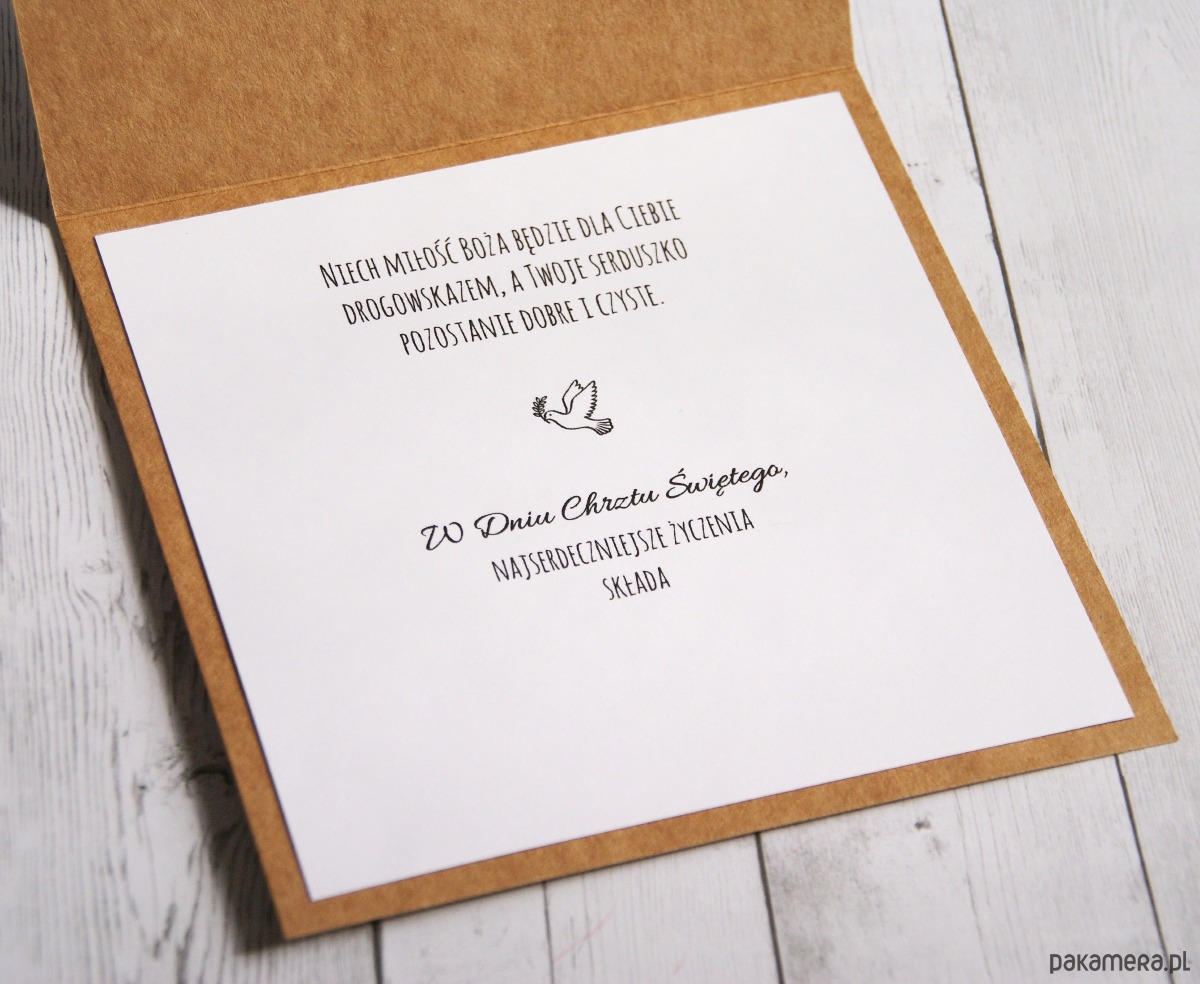 Niech miłość Boża będzie dla Ciebie
drogowskazem, a Twoje serduszko
pozostanie dobre i czyste.
W Dniu Chrztu Świętego,
najserdeczniejsze życzenia
składa
pakamera.pl